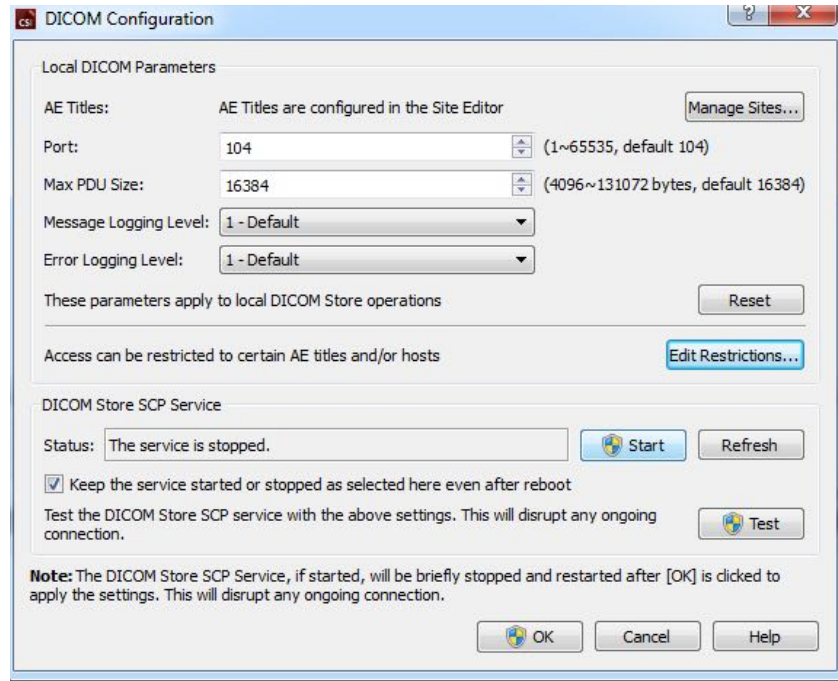 CSI DICOM Configuration
Local DICOM Parameters
AE Titles: AE Titles are configured in the Site Editor Manage Sites...
Port: 104 (1~65535, default 104)
Max PDU Size: 16384 (4096~131072 bytes, default 16384)
Message Logging Level: 1 - Default
Error Logging Level: 1 - Default
These parameters apply to local DICOM Store operations Reset
Access can be restricted to certain AE titles and/or hosts Edit Restrictions...
DICOM Store SCP Service
Status: The service is stopped. Start Refresh
Keep the service started or stopped as selected here even after reboot
Test the DICOM Store SCP service with the above settings. This will disrupt any ongoing
connection. Test
Note: The DICOM Store SCP Service, if started, will be briefly stopped and restarted after [OK] is clicked to
apply the settings. This will disrupt any ongoing connection.
OK Cancel Help